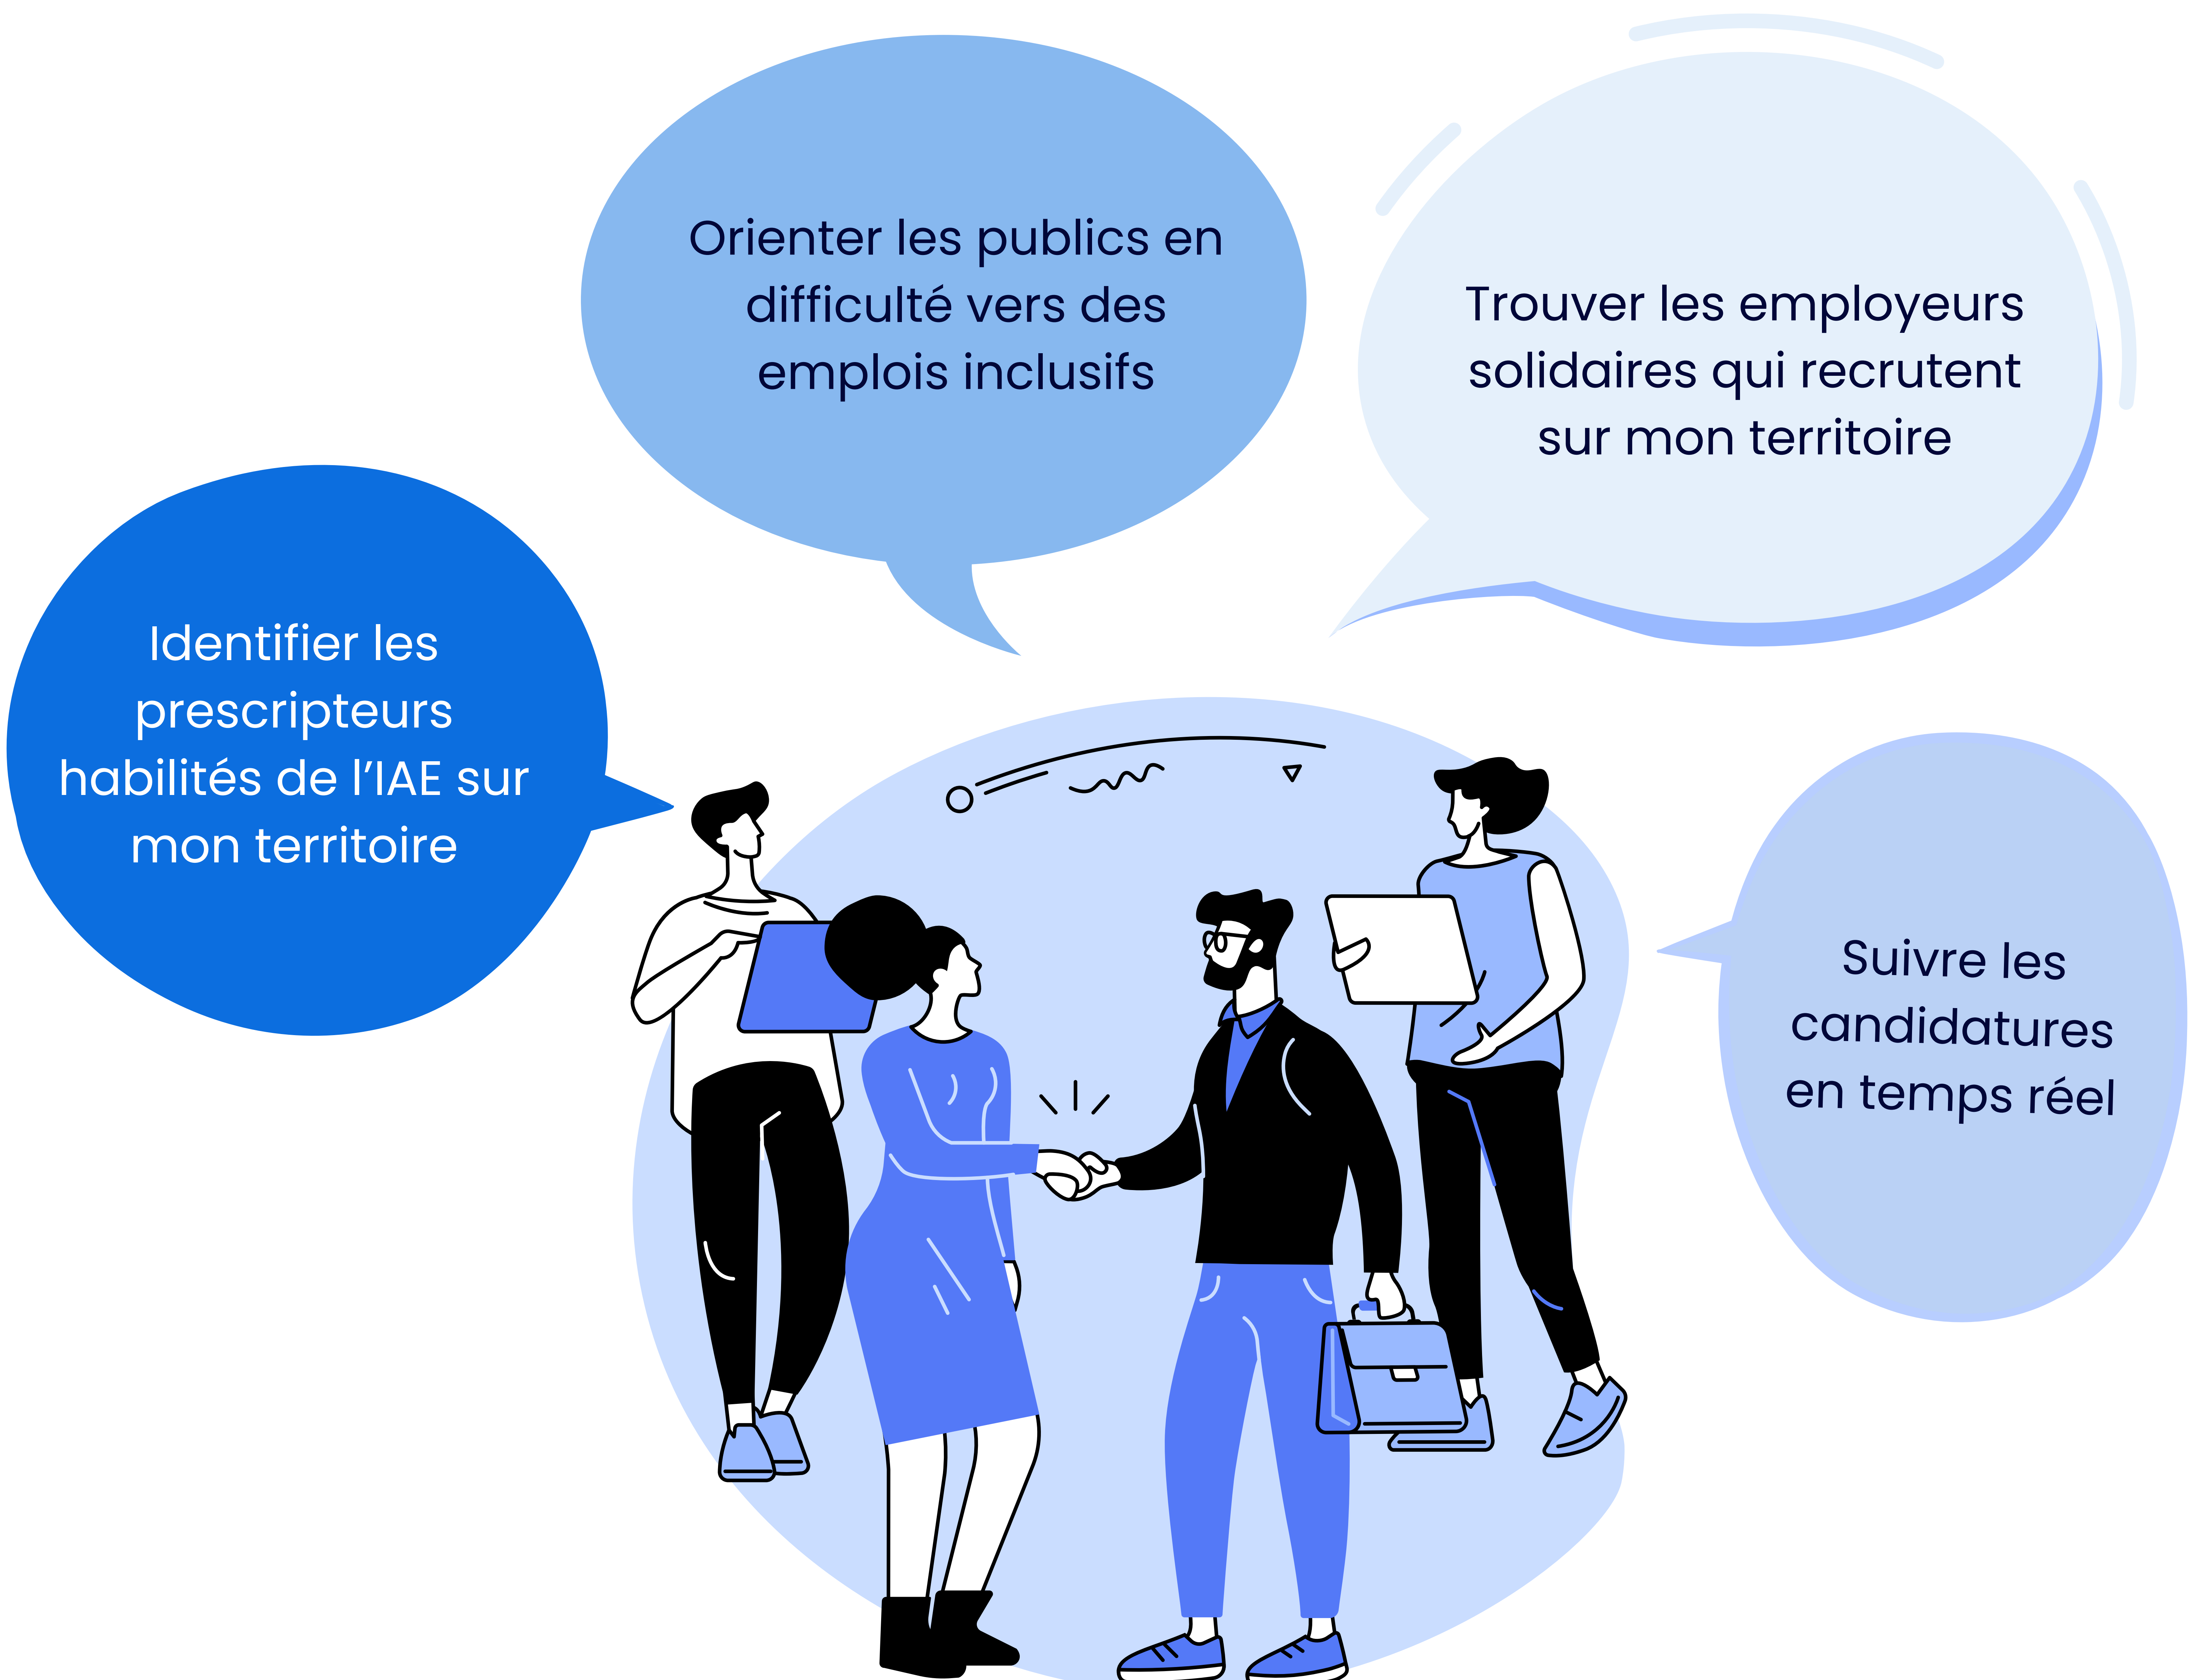 Orienter les publics en
difficulté vers des
emplois inclusifs
Trouver les employeurs
solidaires qui recrutent
sur mon territoire
Identifier les
prescripteurs
habilités de l’IAE sur
mon territoire
Suivre les
candidatures
en temps réel